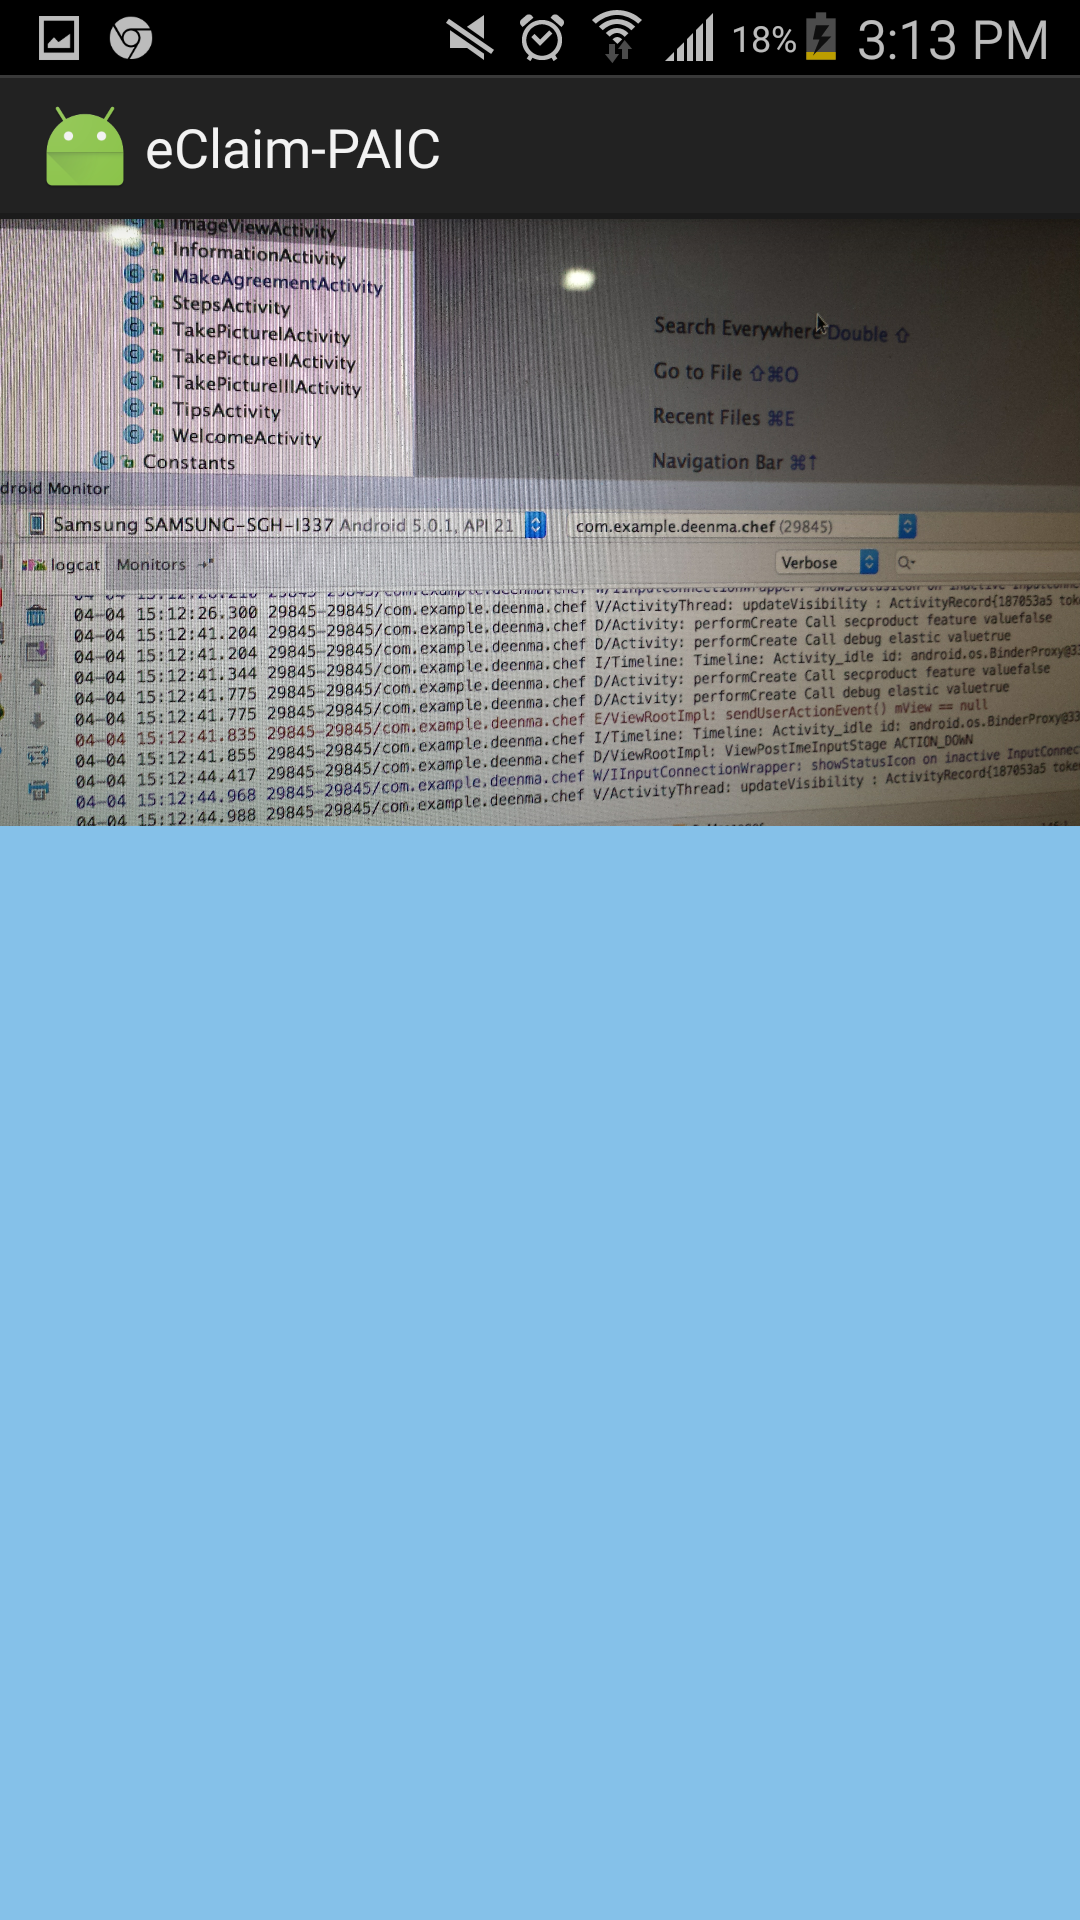 18% 3:13 PM
eClaim-PAIC
ImageViewActivity
InformationActivity
MakeAgreementActivity
StepsActivity
TakePictureIActivity
TakePictureIIActivity
TakePictureIIIActivity
TipsActivity
WelcomeActivity
Constants
Search Everywhere Double ⇧
Go to File ⇧⌘O
Recent Files ⌘E
Navigation Bar ⌘↑
droid Monitor
Samsung SAMSUNG-SGH-I337 Android 5.0.1, API 21 com.example.deenma.chef (29845)
logcat Monitors Verbose
04-04 15:12:26.300 29845-29845/com.example.deenma.chef V/ActivityThread: updateVisibility : ActivityRecord{187053a5 tok
04-04 15:12:41.204 29845-29845/com.example.deenma.chef D/Activity: performCreate Call secproduct feature valuefalse
04-04 15:12:41.204 29845-29845/com.example.deenma.chef D/Activity: performCreate Call debug elastic valuetrue
04-04 15:12:41.344 29845-29845/com.example.deenma.chef I/Timeline: Timeline: Activity_idle id: android.os.BinderProxy@33
04-04 15:12:41.775 29845-29845/com.example.deenma.chef D/Activity: performCreate Call secproduct feature valuefalse
04-04 15:12:41.775 29845-29845/com.example.deenma.chef D/Activity: performCreate Call debug elastic valuetrue
04-04 15:12:41.835 29845-29845/com.example.deenma.chef E/ViewRootImpl: sendUserActionEvent() mView == null
04-04 15:12:41.855 29845-29845/com.example.deenma.chef I/Timeline: Timeline: Activity_idle id: android.os.BinderProxy@33
04-04 15:12:44.417 29845-29845/com.example.deenma.chef D/ViewRootImpl: ViewPostImeInputStage ACTION_DOWN
04-04 15:12:44.968 29845-29845/com.example.deenma.chef W/IInputConnectionWrapper: showStatusIcon on inactive InputConnec
04-04 15:12:44.988 29845-29845/com.example.deenma.chef V/ActivityThread: updateVisibility : ActivityRecord{187053a5 toke